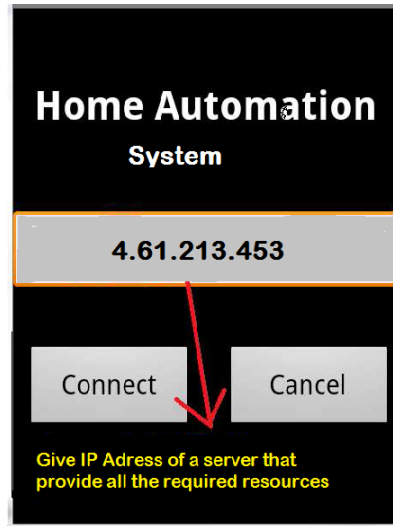 Home Automation
System
4.61.213.453
Connect Cancel
Give IP Adress of a server that
provide all the required resources